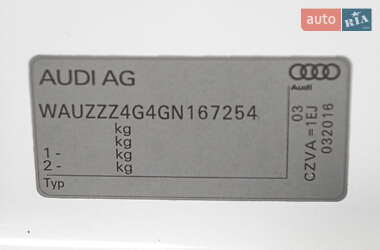 auto RIA
AUDI AG
Audi
WAUZZZ4G4GN167254
kg
kg
1- kg
2- kg
Typ
03
CZVA=1EJ
032016